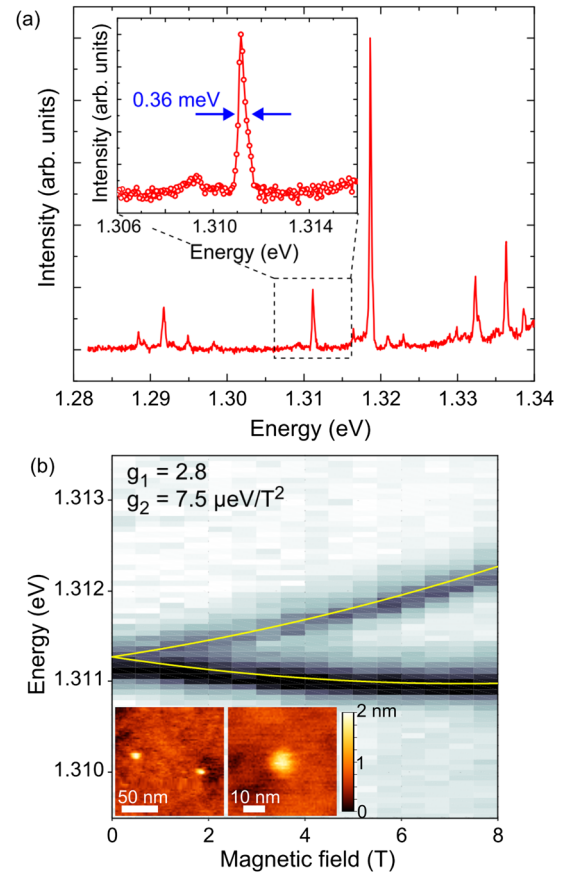 (a)
Intensity (arb. units)
Intensity (arb. units)
0.36 meV
1.306 1.310 1.314
Energy (eV)
1.28 1.29 1.30 1.31 1.32 1.33 1.34
Energy (eV)
(b)
g₁ = 2.8
g₂ = 7.5 µeV/T²
Energy (eV)
1.313
1.312
1.311
1.310
50 nm
10 nm
2 nm
0
0 2 4 6 8
Magnetic field (T)